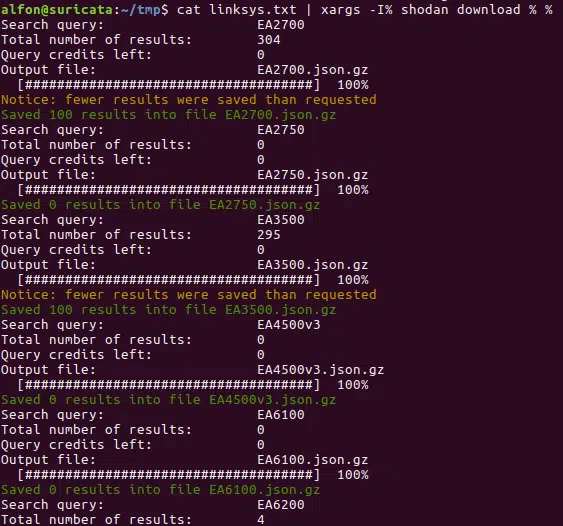 alfon@suricata:~/tmp$ cat linksys.txt | xargs -I% shodan download % %
Search query: EA2700
Total number of results: 304
Query credits left: 0
Output file: EA2700.json.gz
[####################################] 100%
Notice: fewer results were saved than requested
Saved 100 results into file EA2700.json.gz
Search query: EA2750
Total number of results: 0
Query credits left: 0
Output file: EA2750.json.gz
[####################################] 100%
Saved 0 results into file EA2750.json.gz
Search query: EA3500
Total number of results: 295
Query credits left: 0
Output file: EA3500.json.gz
[####################################] 100%
Notice: fewer results were saved than requested
Saved 100 results into file EA3500.json.gz
Search query: EA4500v3
Total number of results: 0
Query credits left: 0
Output file: EA4500v3.json.gz
[####################################] 100%
Saved 0 results into file EA4500v3.json.gz
Search query: EA6100
Total number of results: 0
Query credits left: 0
Output file: EA6100.json.gz
[####################################] 100%
Saved 0 results into file EA6100.json.gz
Search query: EA6200
Total number of results: 4